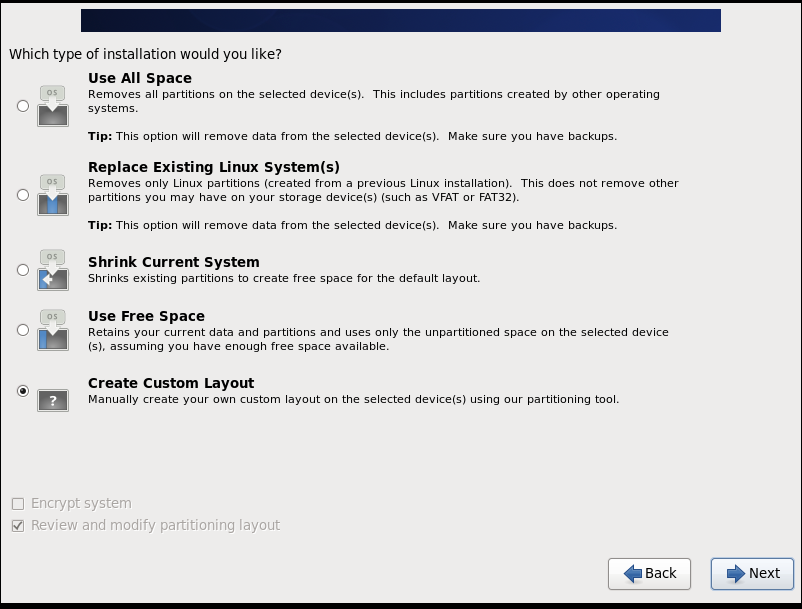 Which type of installation would you like?
Use All Space
OS
Removes all partitions on the selected device(s).  This includes partitions created by other operating
systems.
Tip: This option will remove data from the selected device(s).  Make sure you have backups.
Replace Existing Linux System(s)
OS
Removes only Linux partitions (created from a previous Linux installation).  This does not remove other
partitions you may have on your storage device(s) (such as VFAT or FAT32).
Tip: This option will remove data from the selected device(s).  Make sure you have backups.
OS
Shrink Current System
Shrinks existing partitions to create free space for the default layout.
OS
Use Free Space
Retains your current data and partitions and uses only the unpartitioned space on the selected device
(s), assuming you have enough free space available.
Create Custom Layout
?
Manually create your own custom layout on the selected device(s) using our partitioning tool.
Encrypt system
Review and modify partitioning layout
Back
Next